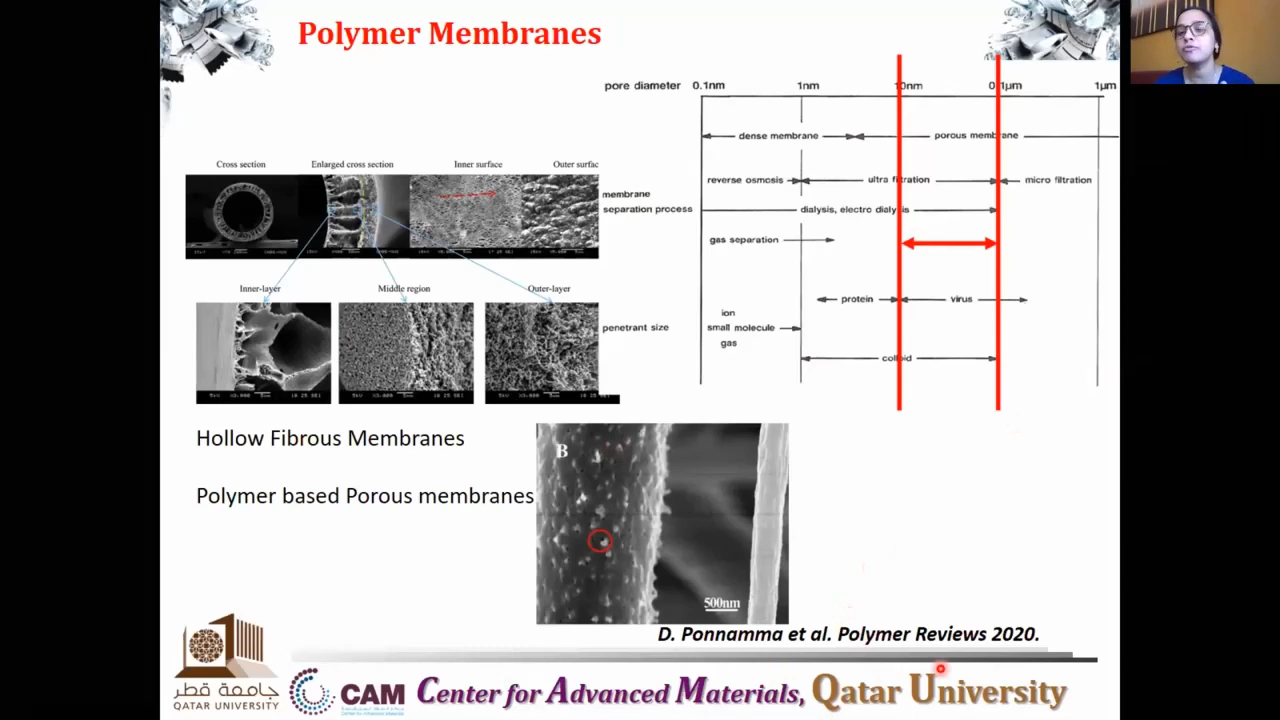 Polymer Membranes
Cross section
Enlarged cross section
Inner surface
Outer surfac
Inner-layer
Middle region
Outer-layer
pore diameter 0.1nm 1nm 10nm 0.1μm 1μm
dense membrane porous membrane
membrane
separation process
reverse osmosis ultra filtration micro filtration
dialysis, electro dialysis
gas separation
protein virus
penetrant size
ion
small molecule
gas
colloid
Hollow Fibrous Membranes
Polymer based Porous membranes
B
500nm
D. Ponnamma et al. Polymer Reviews 2020.
جامعة قطر
QATAR UNIVERSITY
CAM
Center for Advanced Materials, Qatar University